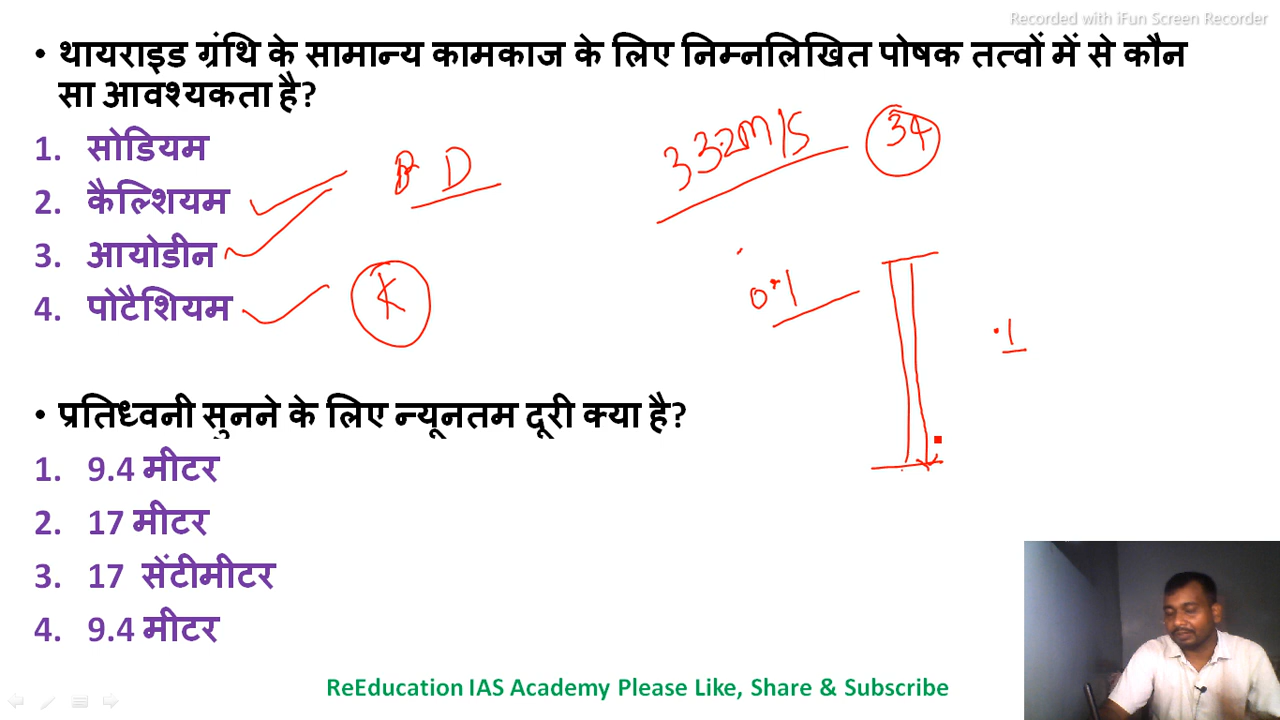 Recorded with iFun Screen Recorder
• थायराइड ग्रंथि के सामान्य कामकाज के लिए निम्नलिखित पोषक तत्वों में से कौन
सा आवश्यकता है?
1. सोडियम
2. कैल्शियम
3. आयोडीन
4. पोटैशियम
D
K
332m/s
34
0.1
.1
• प्रतिध्वनी सुनने के लिए न्यूनतम दूरी क्या है?
1. 9.4 मीटर
2. 17 मीटर
3. 17 सेंटीमीटर
4. 9.4 मीटर
ReEducation IAS Academy Please Like, Share & Subscribe